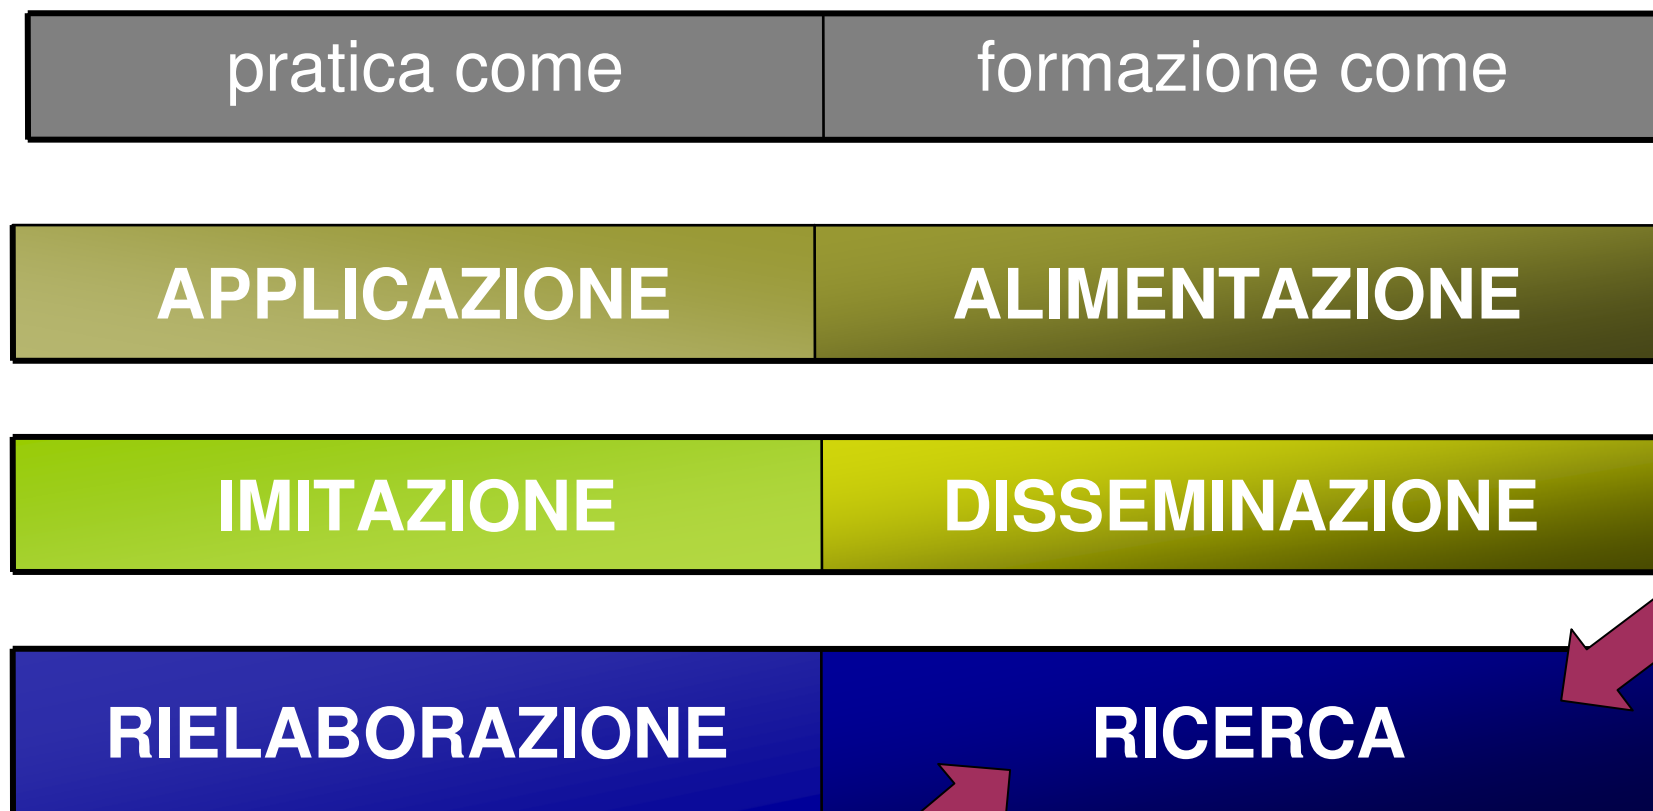 pratica come formazione come
APPLICAZIONE ALIMENTAZIONE
IMITAZIONE DISSEMINAZIONE
RIELABORAZIONE RICERCA